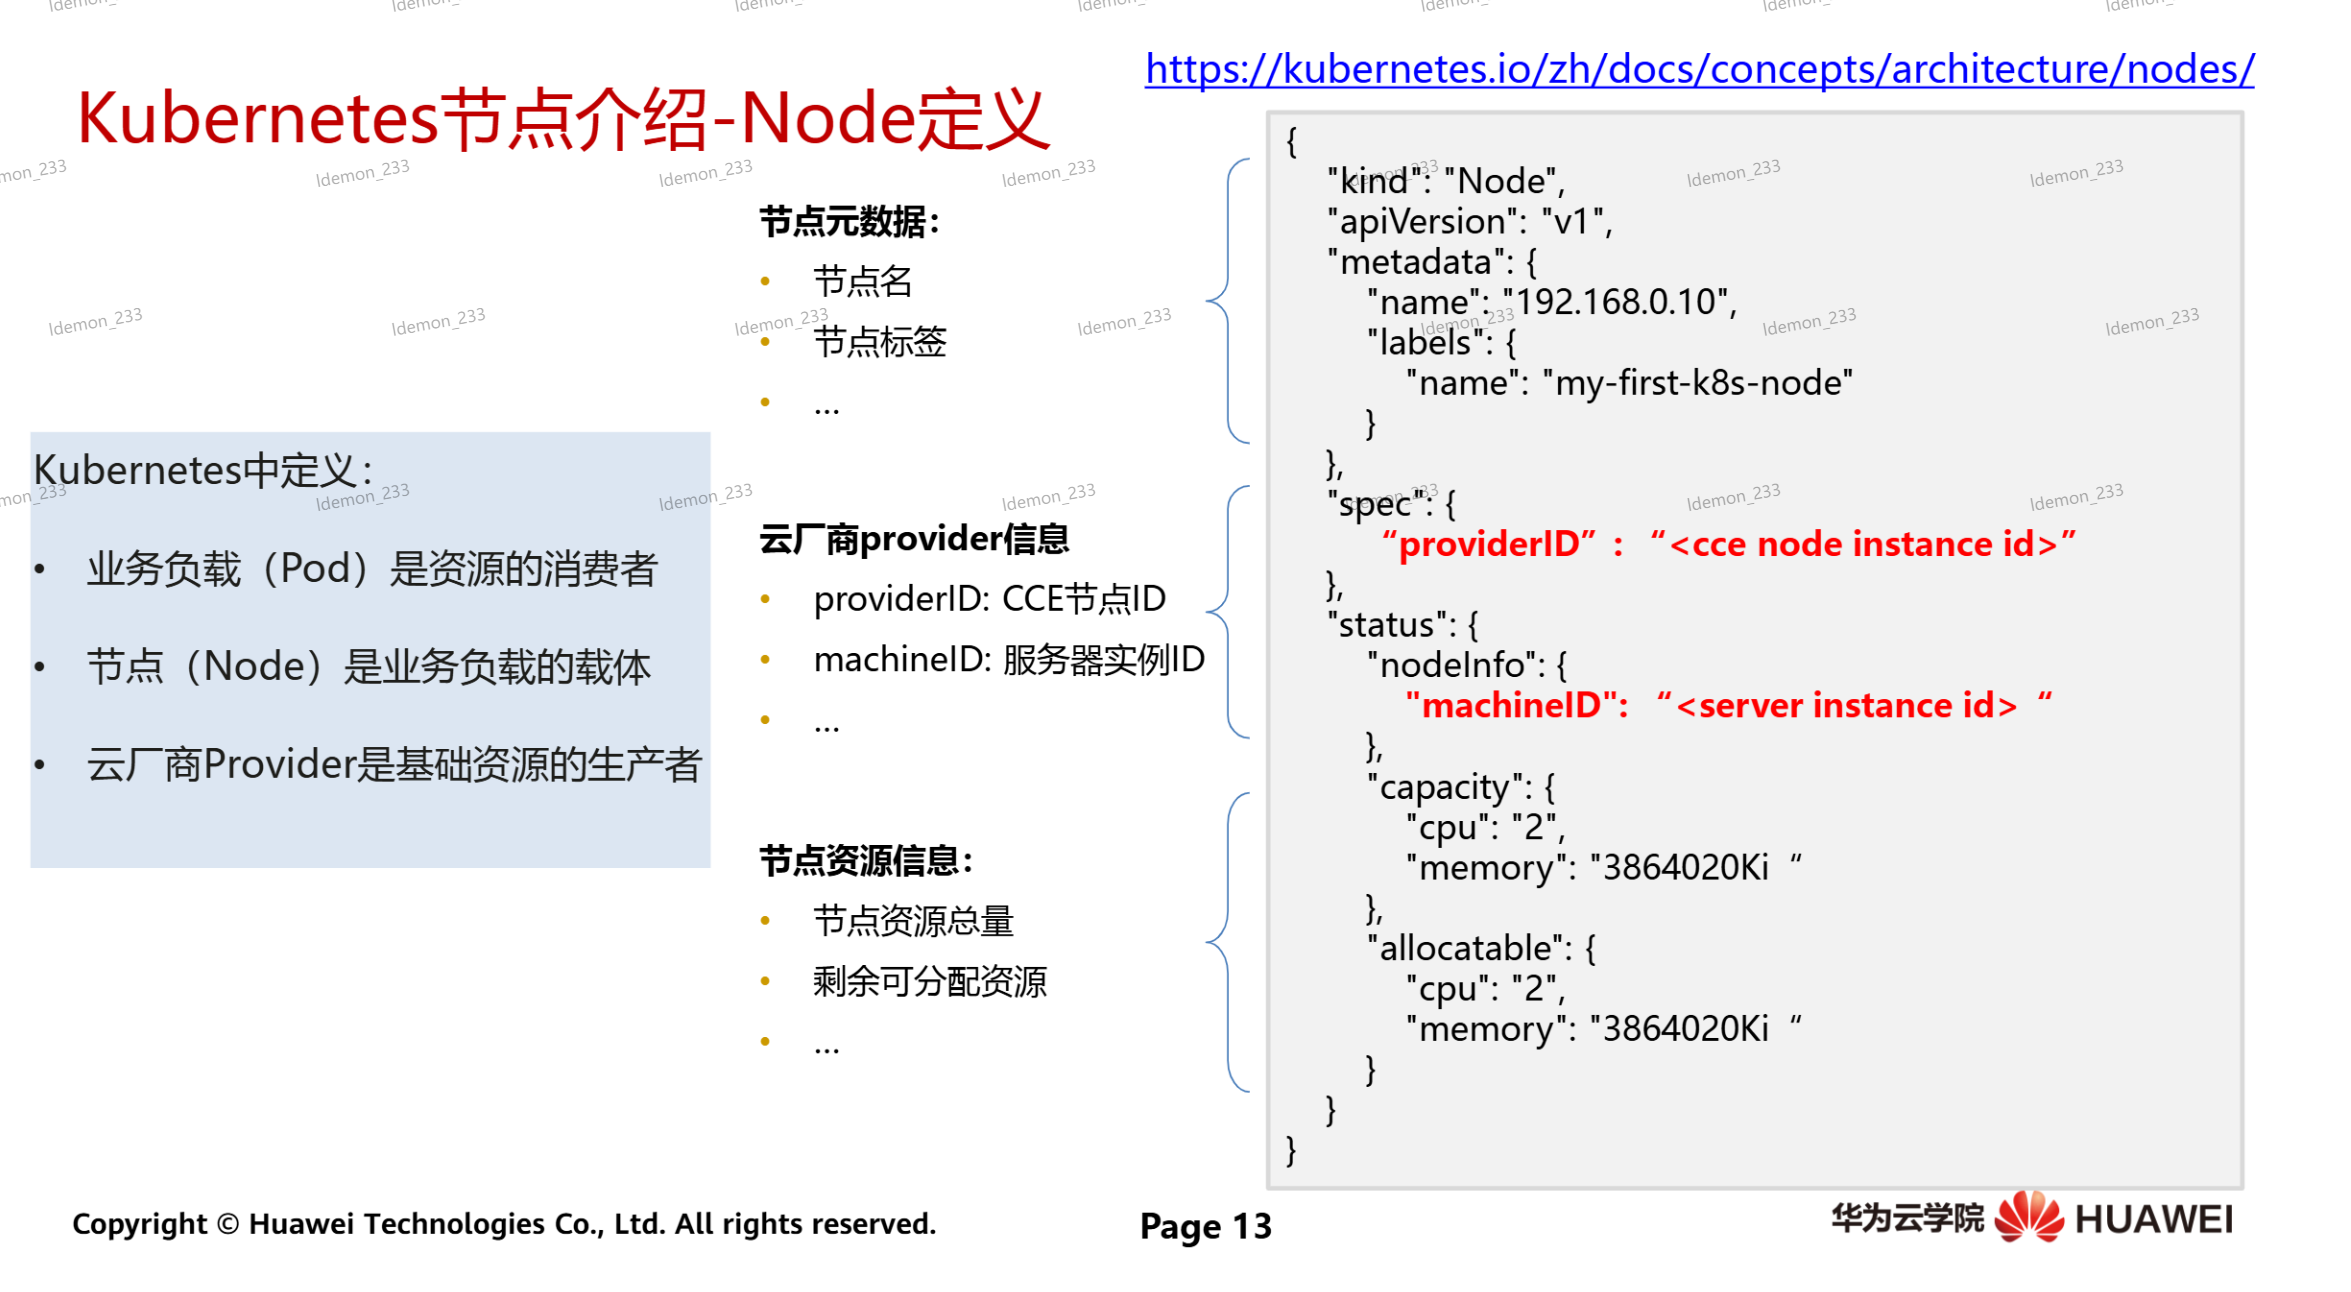 https://kubernetes.io/zh/docs/concepts/architecture/nodes/
Kubernetes节点介绍-Node定义
Kubernetes中定义：
• 业务负载（Pod）是资源的消费者
• 节点（Node）是业务负载的载体
• 云厂商Provider是基础资源的生产者
节点元数据：
• 节点名
• 节点标签
• ...
云厂商provider信息
• providerID: CCE节点ID
• machineID: 服务器实例ID
• ...
节点资源信息：
• 节点资源总量
• 剩余可分配资源
• ...
{
"kind": "Node",
"apiVersion": "v1",
"metadata": {
"name": "192.168.0.10",
"labels": {
"name": "my-first-k8s-node"
}
},
"spec": {
“providerID” : “<cce node instance id>”
},
"status": {
"nodeInfo": {
"machineID": “<server instance id> “
},
"capacity": {
"cpu": "2",
"memory": "3864020Ki “
},
"allocatable": {
"cpu": "2",
"memory": "3864020Ki “
}
}
}
Copyright © Huawei Technologies Co., Ltd. All rights reserved.
Page 13
华为云学院 HUAWEI
ldemon_233